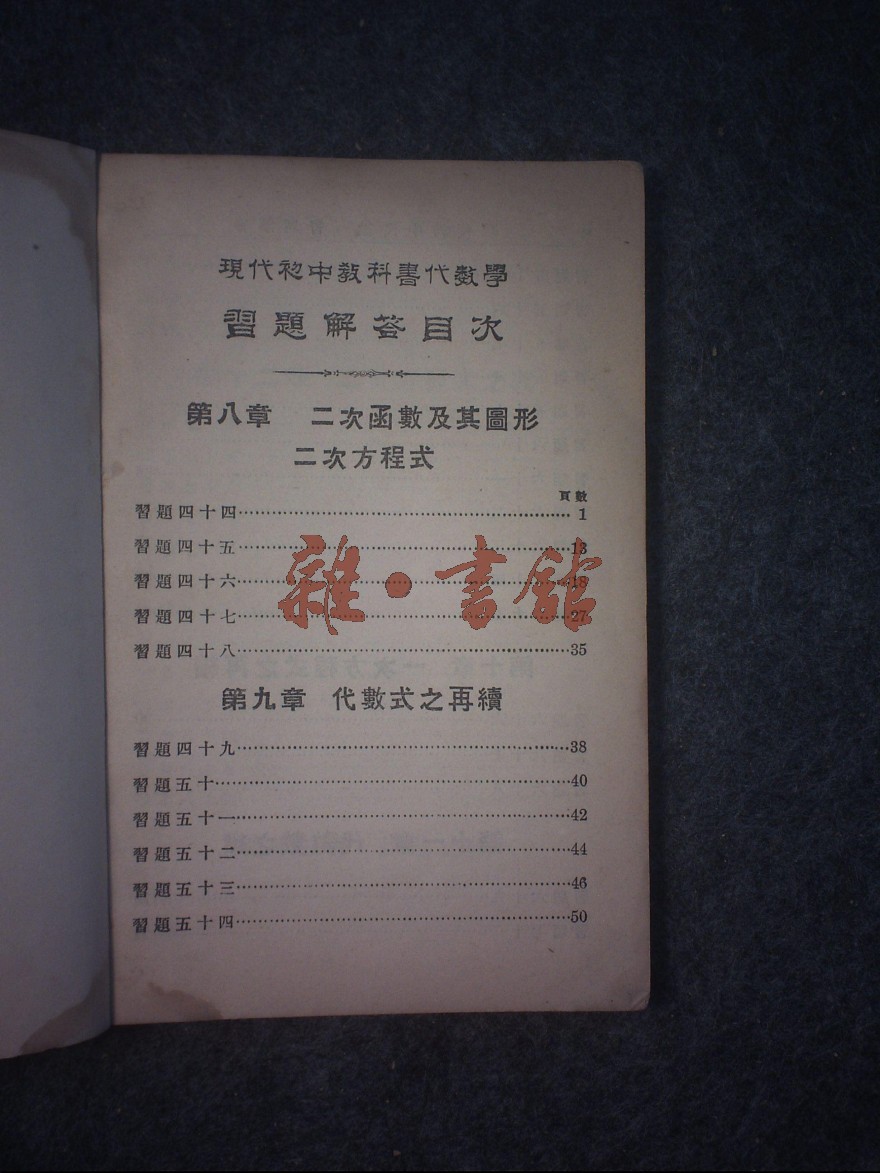 現代初中教科書代數學
習題解答目次
第八章　二次函數及其圖形
二次方程式
頁數
習題四十四……1
習題四十五……13
習題四十六……18
習題四十七……27
習題四十八……35
雜·書館
第九章　代數式之再續
習題四十九……38
習題五十……40
習題五十一……42
習題五十二……44
習題五十三……46
習題五十四……50